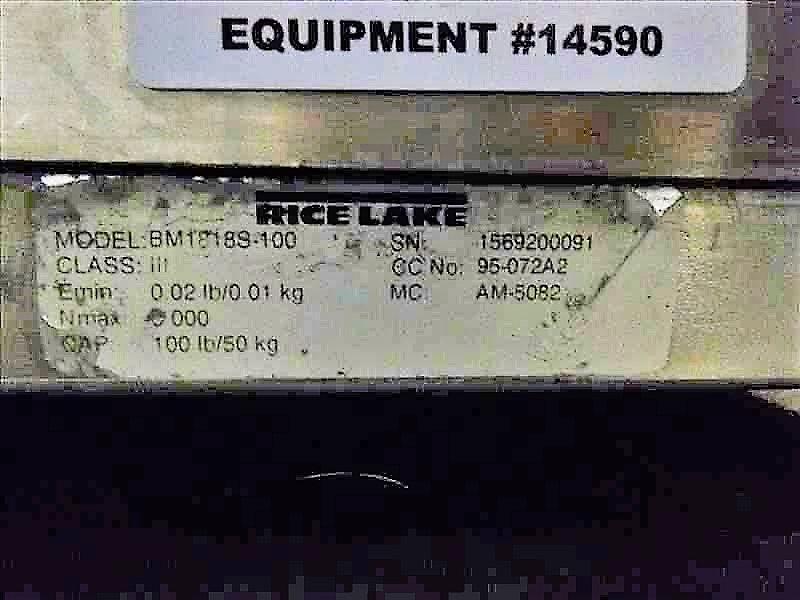 EQUIPMENT #14590
RICE LAKE
MODEL: BM1818S-100 SN: 1569200091
CLASS: III CC No: 95-072A2
Emin: 0.02 lb/0.01 kg MC: AM-5082
Nmax 000
CAP 100 lb/50 kg